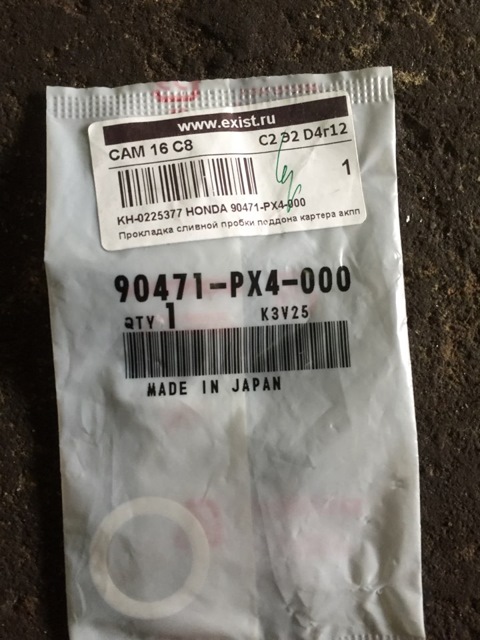 www.exist.ru
CAM 16 C8 C2 92 D4г12
1
KH-0225377 HONDA 90471-PX4-000
Прокладка сливной пробки поддона картера акпп
90471-PX4-000
QTY 1 K3V25
MADE IN JAPAN